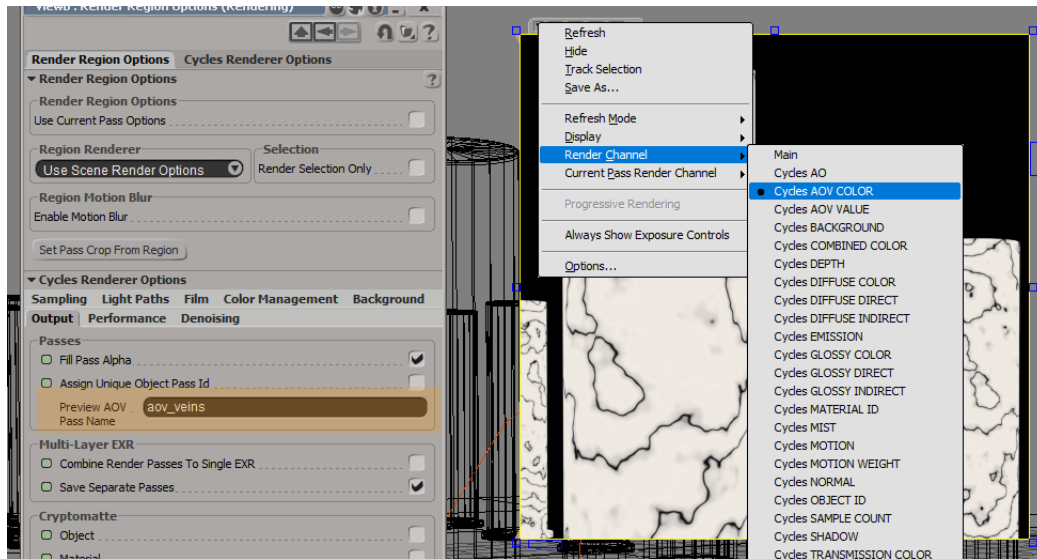 View: Render Region Options (Rendering)
Render Region Options Cycles Renderer Options
Render Region Options
?
Render Region Options
Use Current Pass Options
Region Renderer
Selection
Use Scene Render Options
Render Selection Only
Region Motion Blur
Enable Motion Blur
Set Pass Crop From Region
Cycles Renderer Options
Sampling Light Paths Film Color Management Background
Output Performance Denoising
Passes
Fill Pass Alpha
Assign Unique Object Pass Id
Preview AOV
Pass Name
aov_veins
Multi-Layer EXR
Combine Render Passes To Single EXR
Save Separate Passes
Cryptomatte
Object
Material
Refresh
Hide
Track Selection
Save As...
Refresh Mode
Display
Render Channel
Current Pass Render Channel
Progressive Rendering
Always Show Exposure Controls
Options...
Main
Cycles AO
Cycles AOV COLOR
Cycles AOV VALUE
Cycles BACKGROUND
Cycles COMBINED COLOR
Cycles DEPTH
Cycles DIFFUSE COLOR
Cycles DIFFUSE DIRECT
Cycles DIFFUSE INDIRECT
Cycles EMISSION
Cycles GLOSSY COLOR
Cycles GLOSSY DIRECT
Cycles GLOSSY INDIRECT
Cycles MATERIAL ID
Cycles MIST
Cycles MOTION
Cycles MOTION WEIGHT
Cycles NORMAL
Cycles OBJECT ID
Cycles SAMPLE COUNT
Cycles SHADOW
Cycles TRANSMISSION COLOR